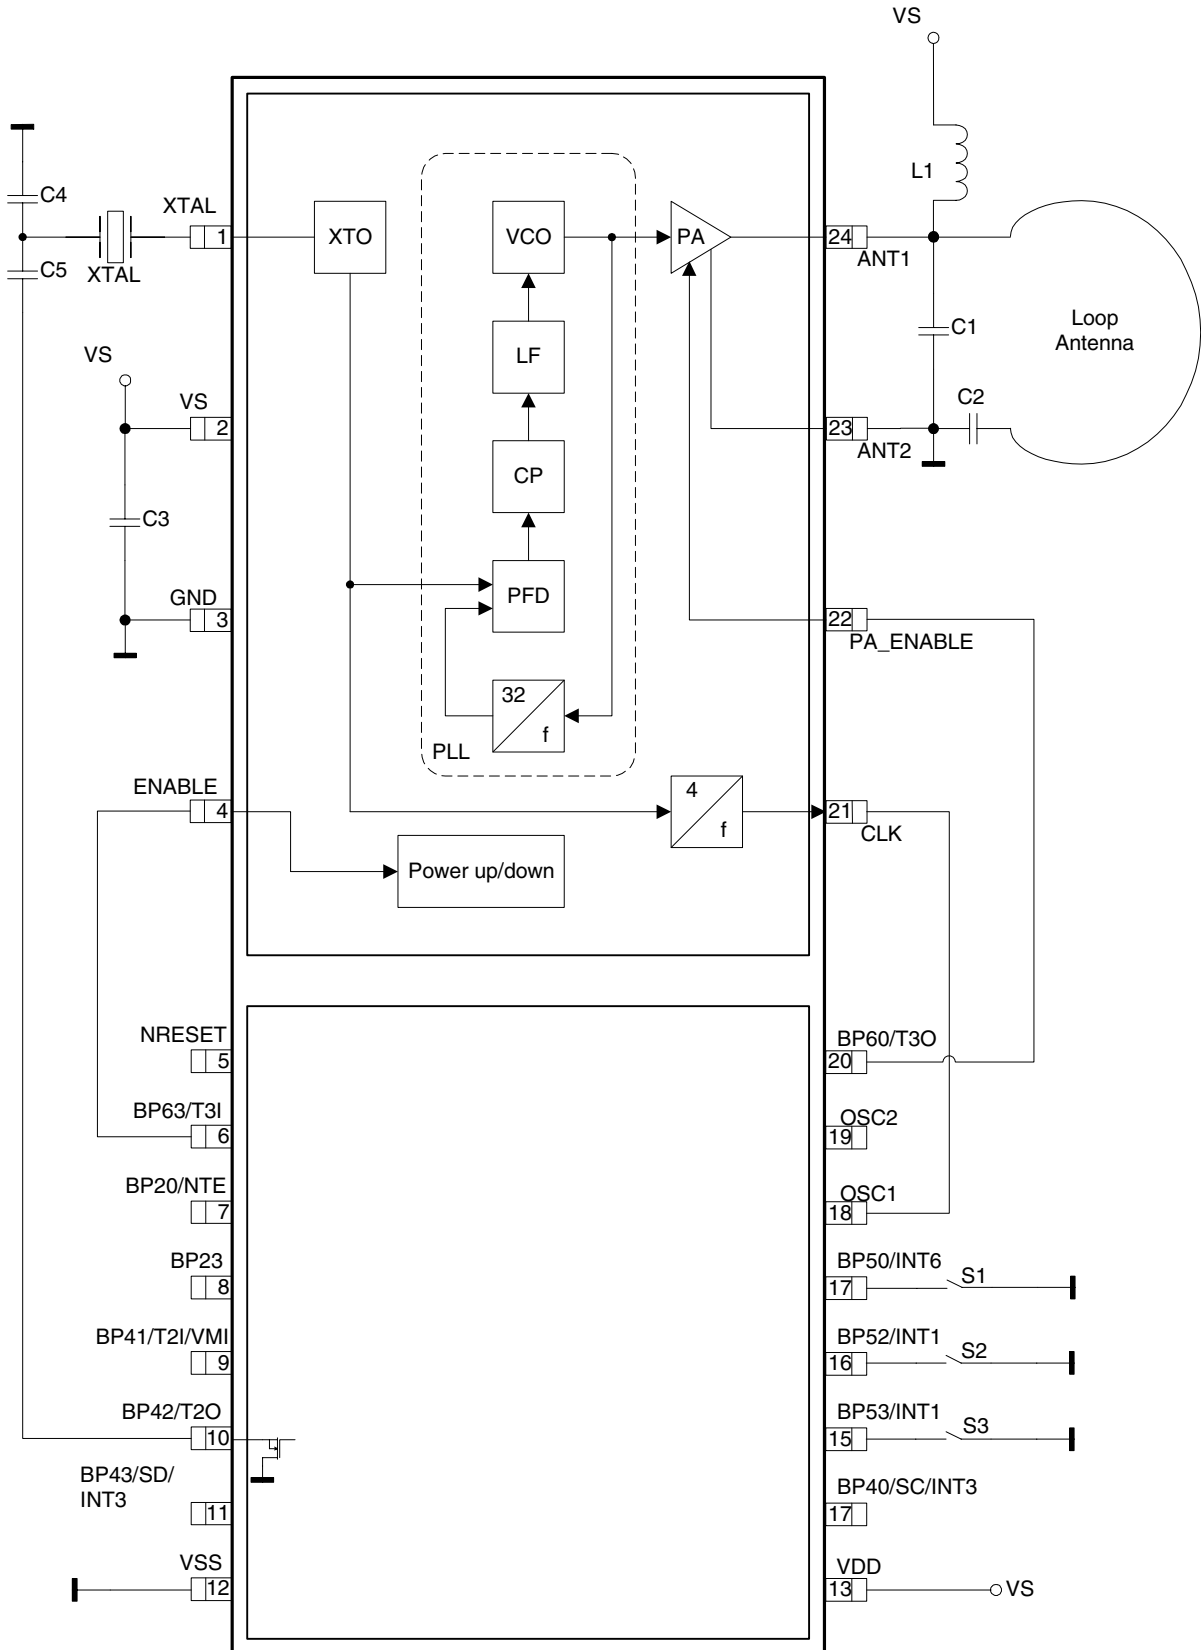 VS
L1
C4
XTAL
1
XTO
VCO
PA
24
ANT1
C5
XTAL
C1
Loop
Antenna
VS
LF
C2
VS
2
23
ANT2
CP
C3
GND
3
PFD
22
PA_ENABLE
32
f
PLL
ENABLE
4
4
f
21
CLK
Power up/down
NRESET
5
BP60/T3O
20
BP63/T3I
6
OSC2
19
BP20/NTE
7
OSC1
18
BP23
8
BP50/INT6
17
S1
BP41/T2I/VMI
9
BP52/INT1
16
S2
BP42/T2O
10
BP53/INT1
15
S3
BP43/SD/
INT3
11
BP40/SC/INT3
17
VSS
12
VDD
13
VS